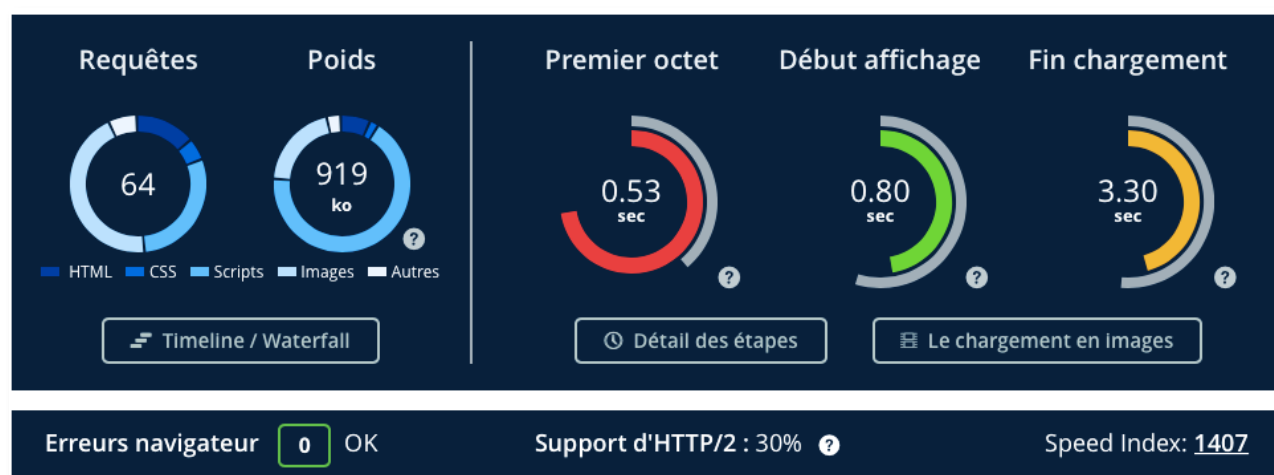 Requêtes
Poids
Premier octet
Début affichage
Fin chargement
64
919
ko
0.53
sec
0.80
sec
3.30
sec
?
?
?
?
HTML CSS Scripts Images Autres
Timeline / Waterfall
Détail des étapes
Le chargement en images
Erreurs navigateur 0 OK
Support d'HTTP/2 : 30% ?
Speed Index: 1407